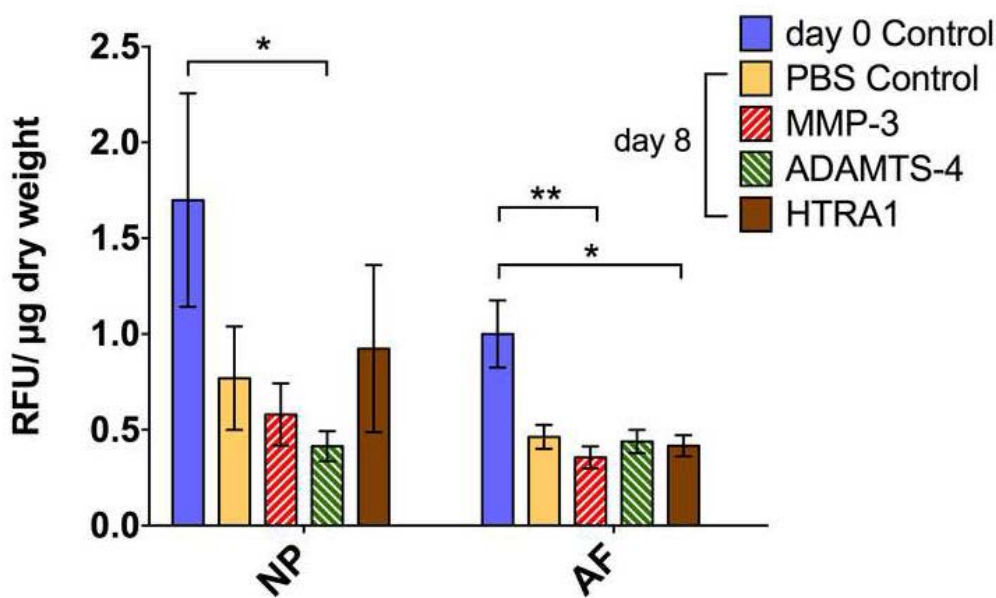 RFU/ µg dry weight
2.5
2.0
1.5
1.0
0.5
0.0
*
**
*
NP
AF
day 0 Control
PBS Control
MMP-3
ADAMTS-4
HTRA1
day 8